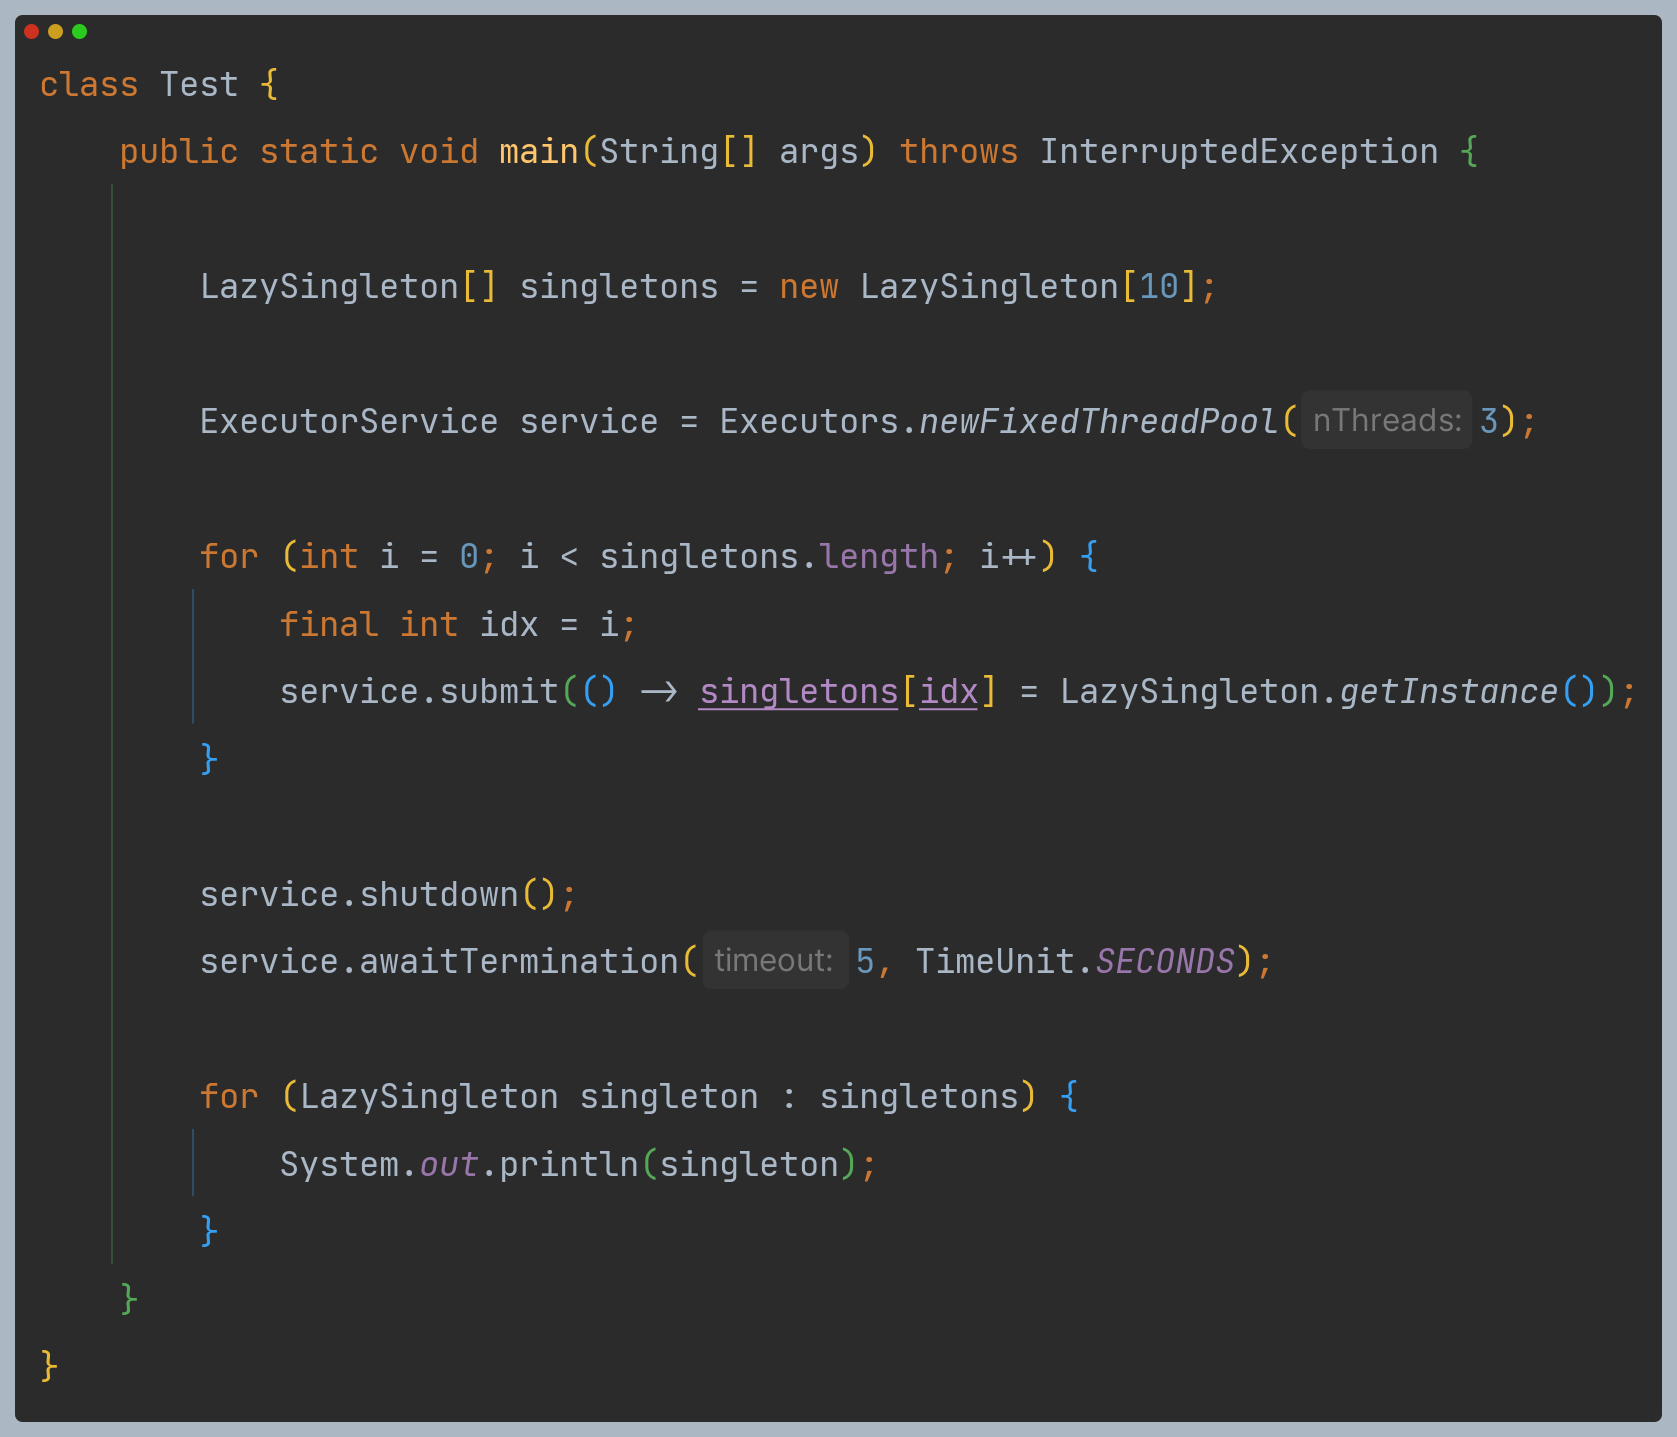 class Test {
    public static void main(String[] args) throws InterruptedException {
        LazySingleton[] singletons = new LazySingleton[10];
        ExecutorService service = Executors.newFixedThreadPool( nThreads: 3);
        for (int i = 0; i < singletons.length; i++) {
            final int idx = i;
            service.submit(() -> singletons[idx] = LazySingleton.getInstance());
        }
        service.shutdown();
        service.awaitTermination( timeout: 5, TimeUnit.SECONDS);
        for (LazySingleton singleton : singletons) {
            System.out.println(singleton);
        }
    }
}